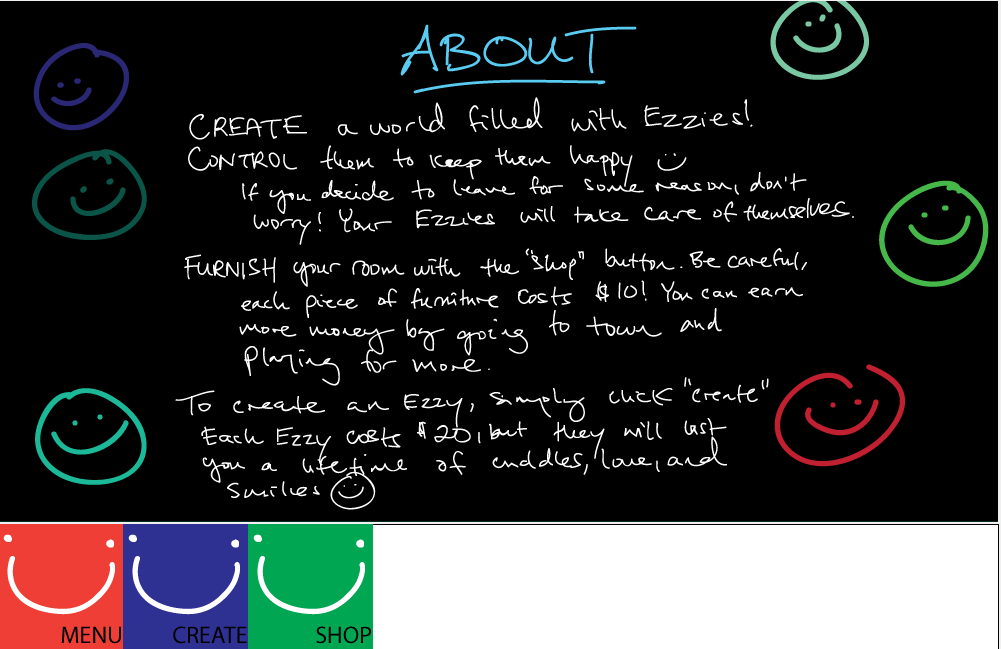 ABOUT
CREATE a world filled with Ezzies!
CONTROL them to keep them happy
If you decide to leave for some reason, don't
worry! Your Ezzies will take care of themselves.
FURNISH your room with the "shop" button. Be careful,
each piece of furniture costs $10! You can earn
more money by going to town and
playing for more.
To create an Ezzy, simply click "create"
Each Ezzy costs $20, but they will last
you a lifetime of cuddles, love, and
smilies
MENU CREATE SHOP